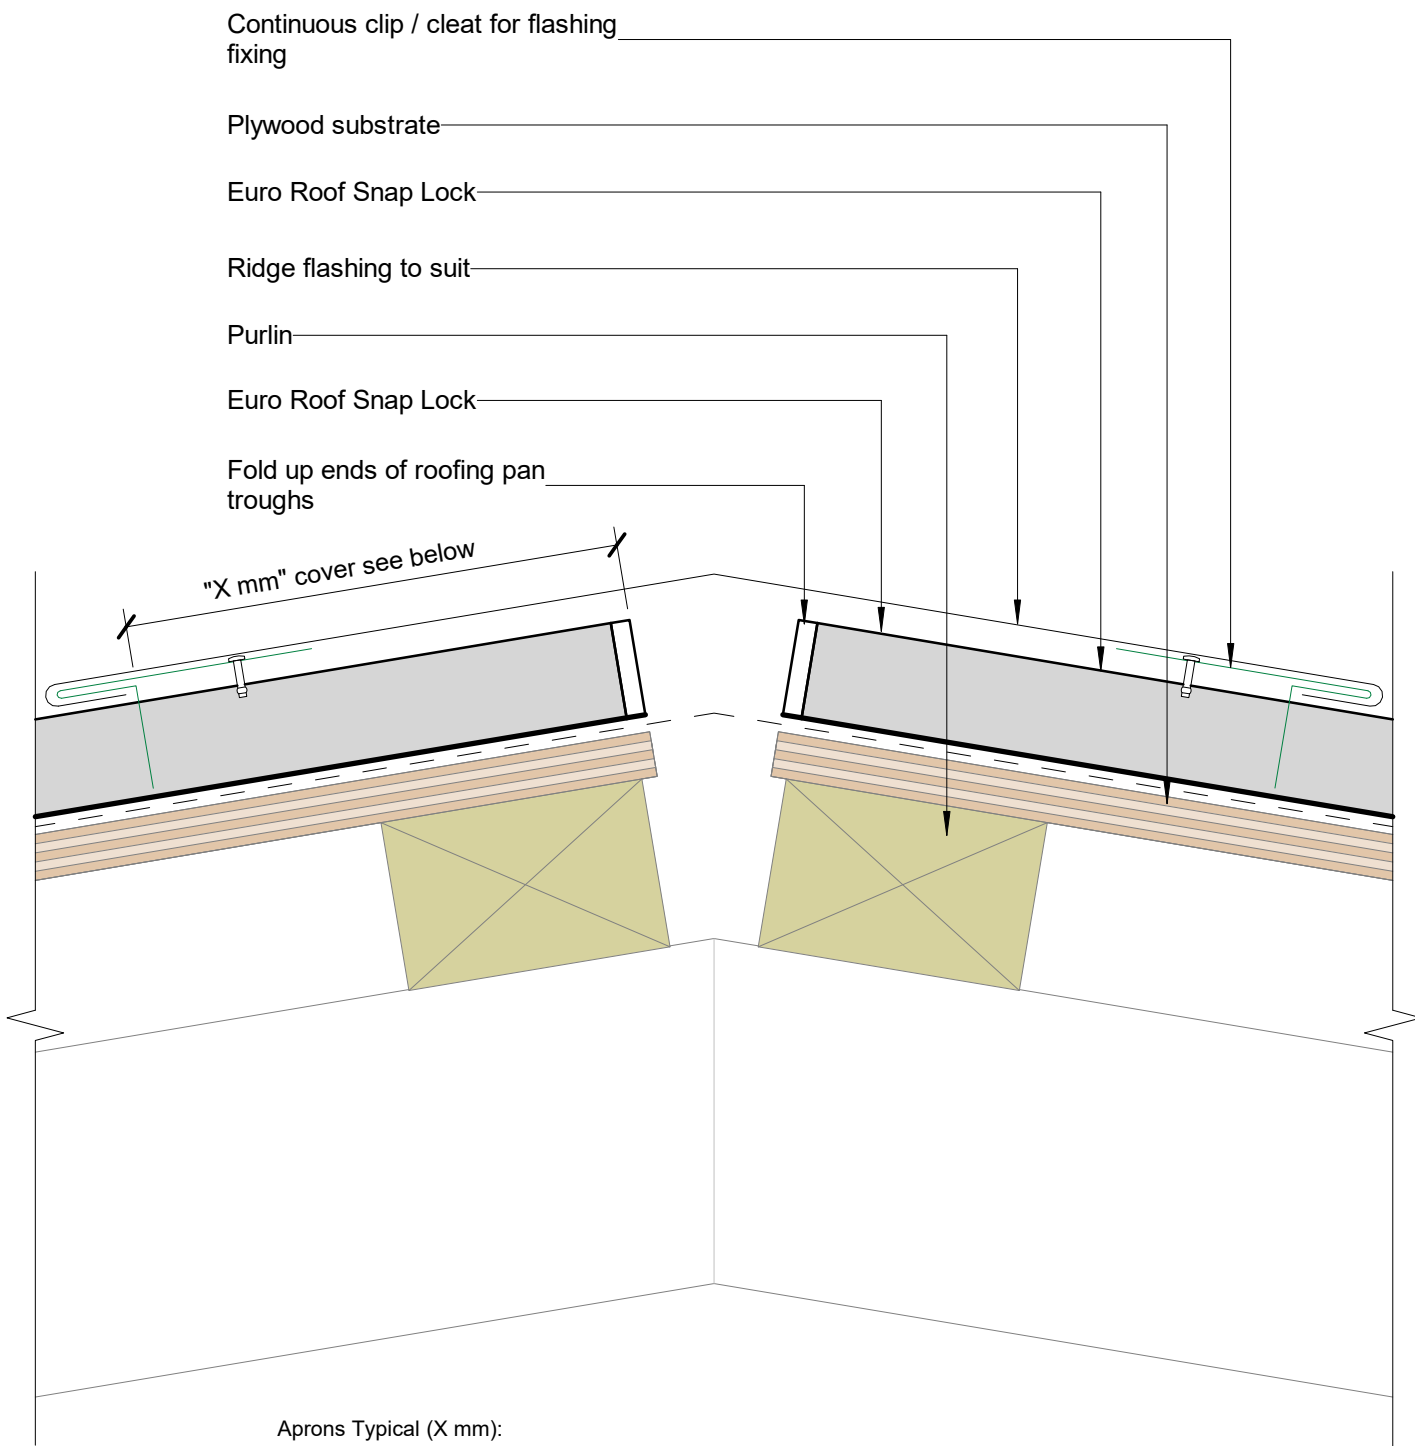 Continuous clip / cleat for flashing
fixing
Plywood substrate
Euro Roof Snap Lock
Ridge flashing to suit
Purlin
Euro Roof Snap Lock
Fold up ends of roofing pan
troughs
"X mm" cover see below
Aprons Typical (X mm):